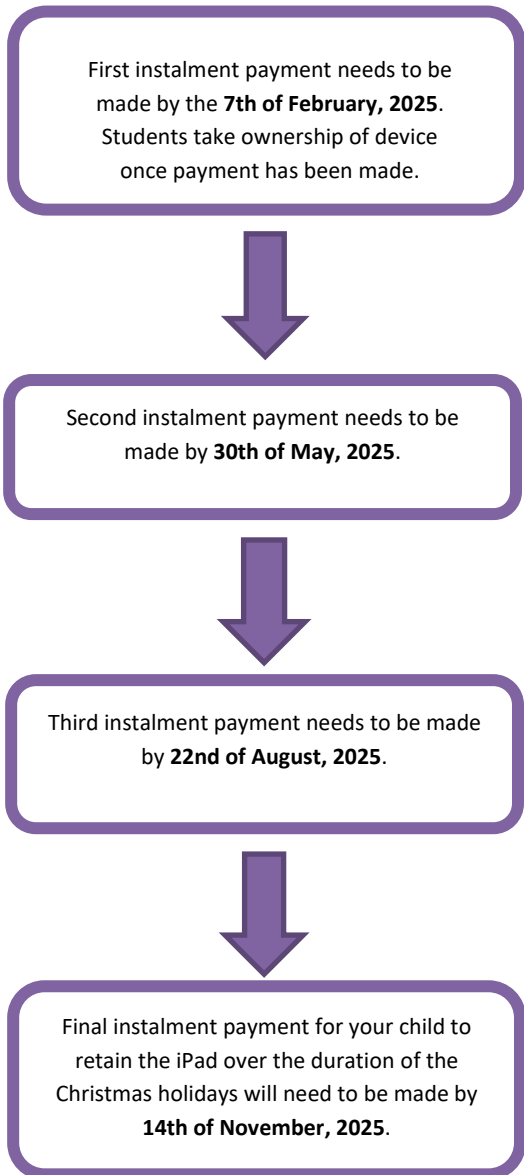 First instalment payment needs to be
made by the 7th of February, 2025.
Students take ownership of device
once payment has been made.
Second instalment payment needs to be
made by 30th of May, 2025.
Third instalment payment needs to be made
by 22nd of August, 2025.
Final instalment payment for your child to
retain the iPad over the duration of the
Christmas holidays will need to be made by
14th of November, 2025.